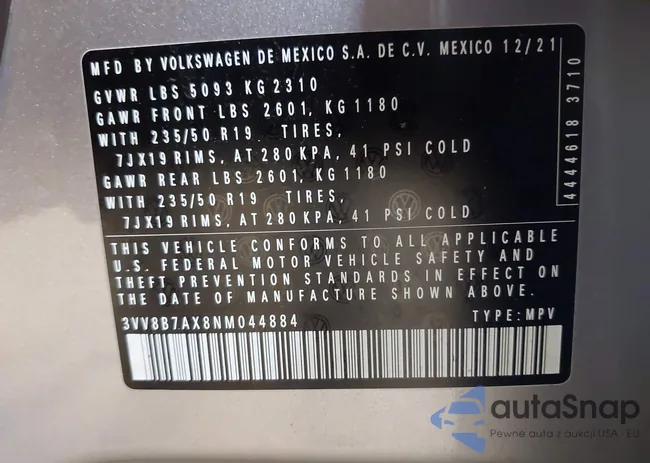 MFD BY VOLKSWAGEN DE MEXICO S.A. DE C.V. MEXICO 12/21
GVWR LBS 5093 KG 2310
GAWR FRONT LBS 2601, KG 1180
WITH 235/50 R19 TIRES,
7JX19 RIMS, AT 280 KPA, 41 PSI COLD
GAWR REAR LBS 2601, KG 1180
WITH 235/50 R19 TIRES,
7JX19 RIMS, AT 280 KPA, 41 PSI COLD
THIS VEHICLE CONFORMS TO ALL APPLICABLE
U.S. FEDERAL MOTOR VEHICLE SAFETY AND
THEFT PREVENTION STANDARDS IN EFFECT ON
THE DATE OF MANUFACTURE SHOWN ABOVE.
3VV8B7AX8NM044884 TYPE: MPV
44444618 3710
autaSnap
Pewne auta z aukcji USA - EU